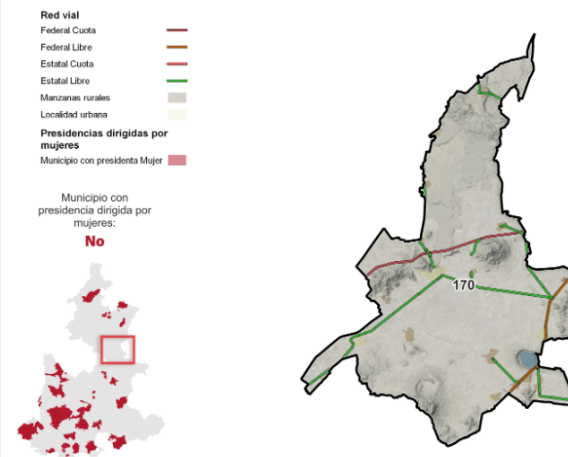 Red vial
Federal Cuota
Federal Libre
Estatal Cuota
Estatal Libre
Manzanas rurales
Localidad urbana
Presidencias dirigidas por
mujeres
Municipio con presidenta Mujer
Municipio con
presidencia dirigida por
mujeres:
No
170